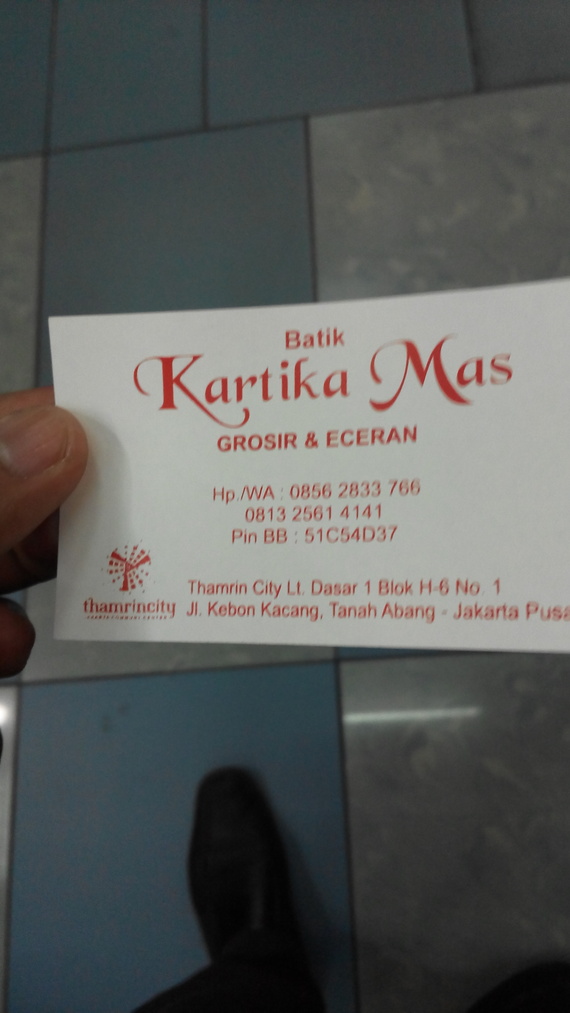 Batik
Kartika Mas
GROSIR & ECERAN
Hp./WA : 0856 2833 766
0813 2561 4141
Pin BB : 51C54D37
thamrincity
Thamrin City Lt. Dasar 1 Blok H-6 No. 1
Jl. Kebon Kacang, Tanah Abang - Jakarta Pusa